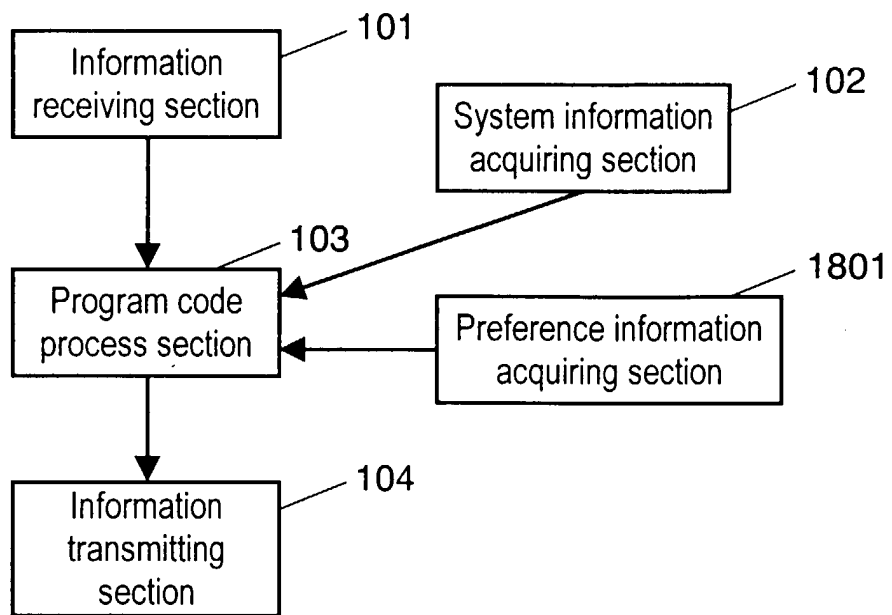 101
Information
receiving section
102
System information
acquiring section
103
Program code
process section
1801
Preference information
acquiring section
104
Information
transmitting
section